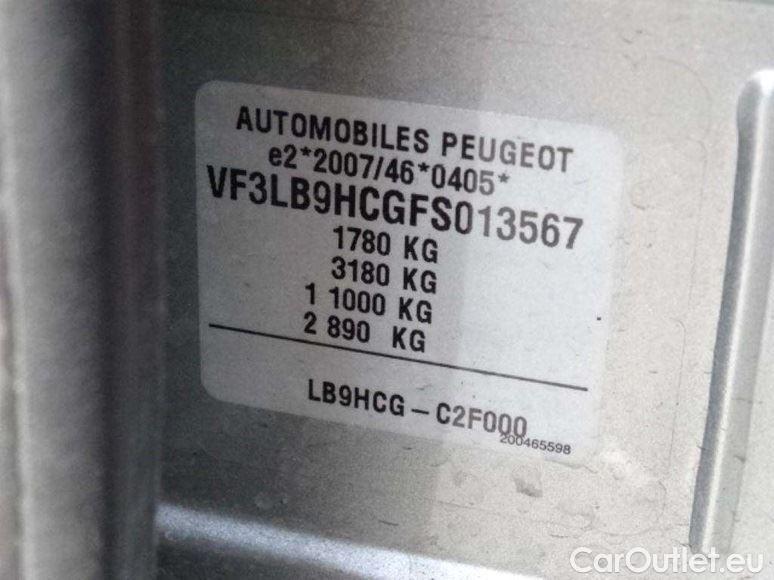 AUTOMOBILES PEUGEOT
e2*2007/46*0405*
VF3LB9HCGFS013567
1780 KG
3180 KG
1 1000 KG
2 890 KG
LB9HCG – C2F000
200465598
CarOutlet.eu